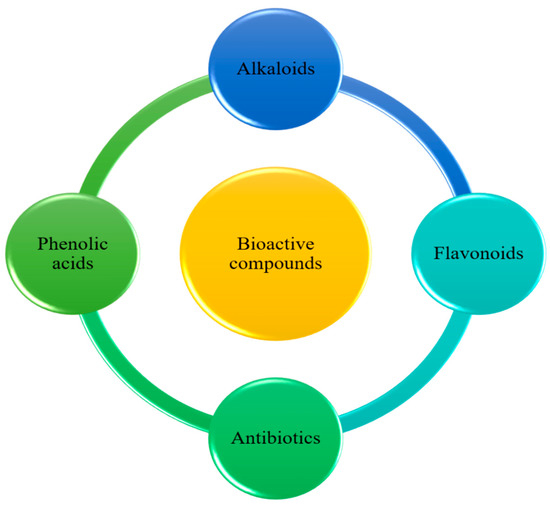 Alkaloids
Phenolic
acids
Bioactive
compounds
Flavonoids
Antibiotics